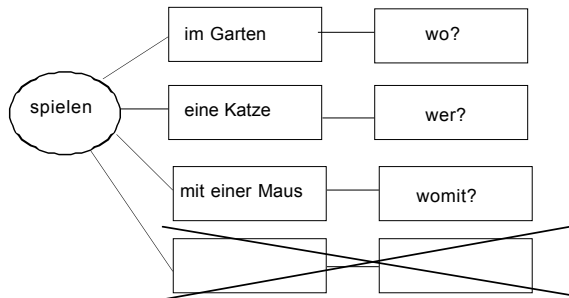 im Garten wo?
spielen
eine Katze wer?
mit einer Maus womit?